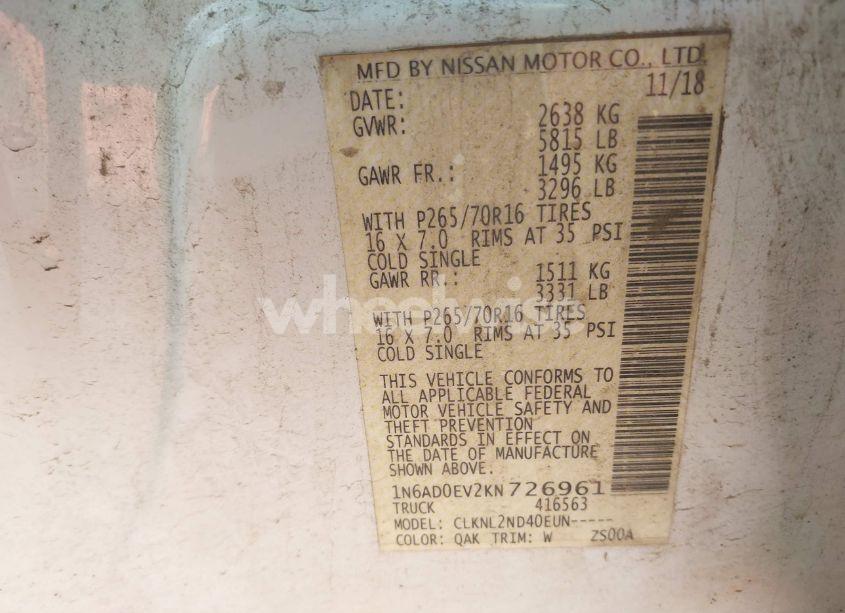 MFD BY NISSAN MOTOR CO., LTD.
DATE: 11/18
GVWR: 2638 KG
5815 LB
GAWR FR.: 1495 KG
3296 LB
WITH P265/70R16 TIRES
16 X 7.0 RIMS AT 35 PSI
COLD SINGLE
GAWR RR.: 1511 KG
3331 LB
wheelwise
WITH P265/70R16 TIRES
16 X 7.0 RIMS AT 35 PSI
COLD SINGLE
THIS VEHICLE CONFORMS TO
ALL APPLICABLE FEDERAL
MOTOR VEHICLE SAFETY AND
THEFT PREVENTION
STANDARDS IN EFFECT ON
THE DATE OF MANUFACTURE
SHOWN ABOVE.
1N6AD0EV2KN726961
TRUCK 416563
MODEL: CLKNL2ND40EUN-----
COLOR: QAK TRIM: W ZS00A